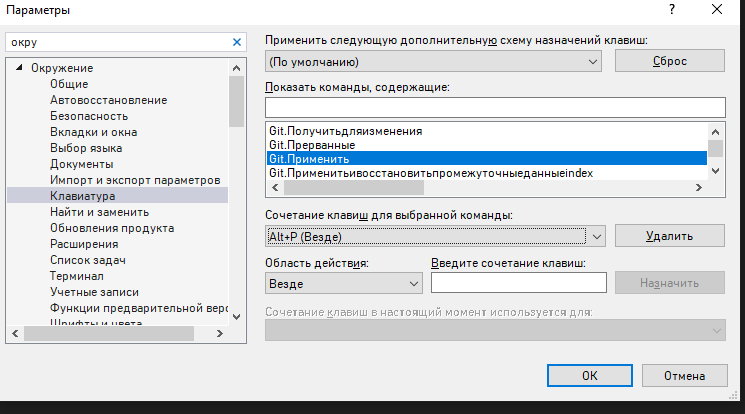 Параметры
?
окру
Окружение
Общие
Автовосстановление
Безопасность
Вкладки и окна
Выбор языка
Документы
Импорт и экспорт параметров
Клавиатура
Найти и заменить
Обновления продукта
Расширения
Список задач
Терминал
Учетные записи
Функции предварительной верс
Шрифты и цвета
Применить следующую дополнительную схему назначений клавиш:
(По умолчанию)
Сброс
Показать команды, содержащие:
Git.Получитьдляизменения
Git.Прерванные
Git.Применить
Git.Применитьивосстановитьпромежуточныеданныеindex
Сочетание клавиш для выбранной команды:
Alt+P (Везде)
Удалить
Область действия:
Введите сочетание клавиш:
Везде
Назначить
Сочетание клавиш в настоящий момент используется для:
ОК
Отмена